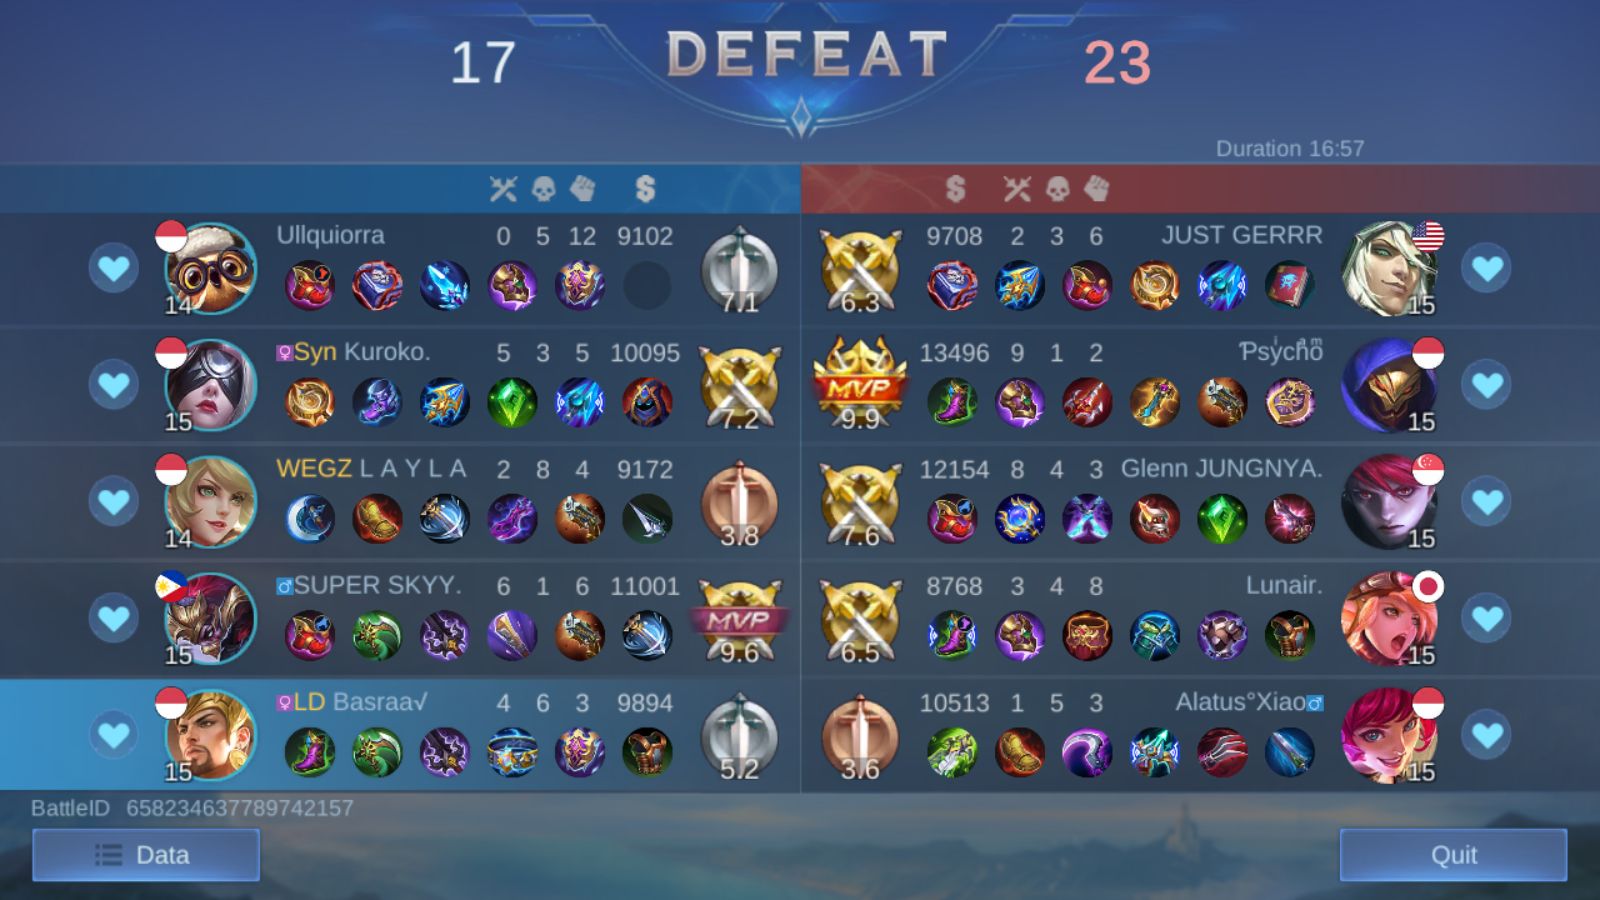 17 DEFEAT 23
Duration 16:57
Ullquiorra 0 5 12 9102
14 7.1
9708 2 3 6 JUST GERRR
6.3 15
Syn Kuroko. 5 3 5 10095
15 7.2
13496 9 1 2 Ƥsychö
MVP 9.9 15
WEGZ L A Y L A 2 8 4 9172
14 3.8
12154 8 4 3 Glenn JUNGNYA.
7.6 15
SUPER SKYY. 6 1 6 11001
15 MVP 9.6
8768 3 4 8 Lunair.
6.5 15
LD Basraa√ 4 6 3 9894
15 5.2
10513 1 5 3 Alatus°Xiao
3.6 15
BattleID 658234637789742157
Data
Quit